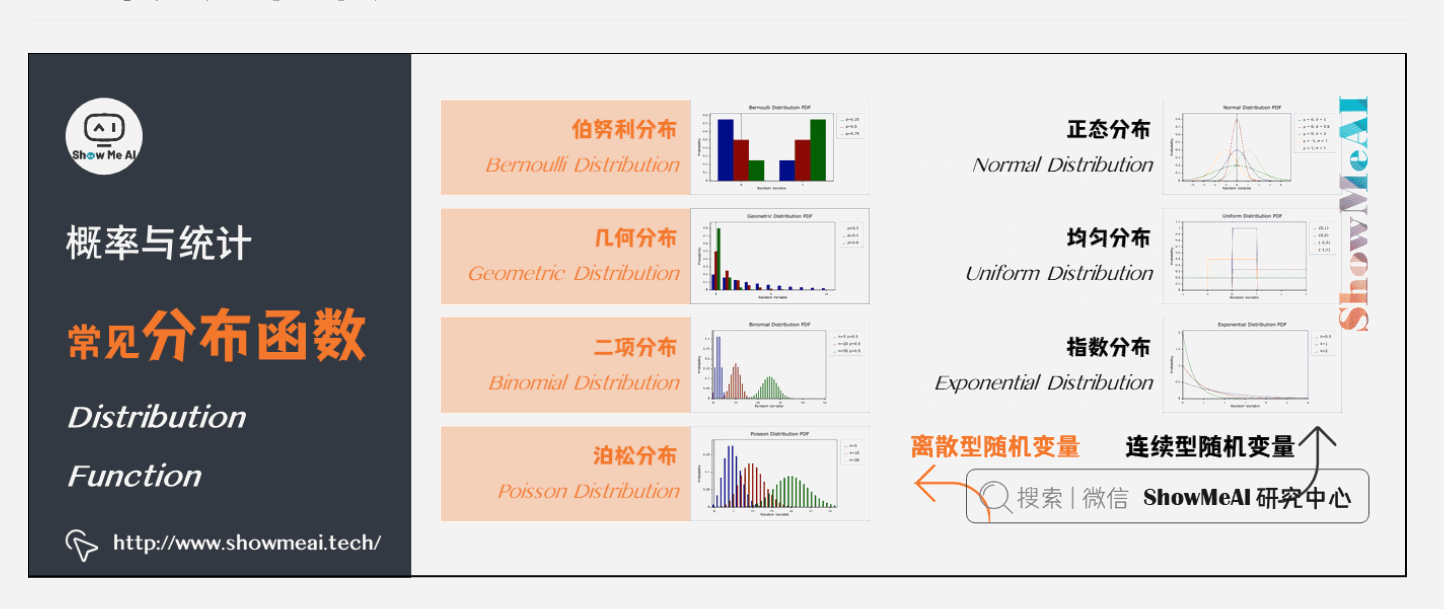 Show Me AI
概率与统计
常见分布函数
Distribution
Function
http://www.showmeai.tech/
伯努利分布
Bernoulli Distribution
Bernoulli Distribution PDF
几何分布
Geometric Distribution
Geometric Distribution PDF
二项分布
Binomial Distribution
Binomial Distribution PDF
泊松分布
Poisson Distribution
Poisson Distribution PDF
正态分布
Normal Distribution
Normal Distribution PDF
均匀分布
Uniform Distribution
Uniform Distribution PDF
指数分布
Exponential Distribution
Exponential Distribution PDF
ShowMeAI
离散型随机变量
连续型随机变量
搜索 | 微信 ShowMeAI 研究中心